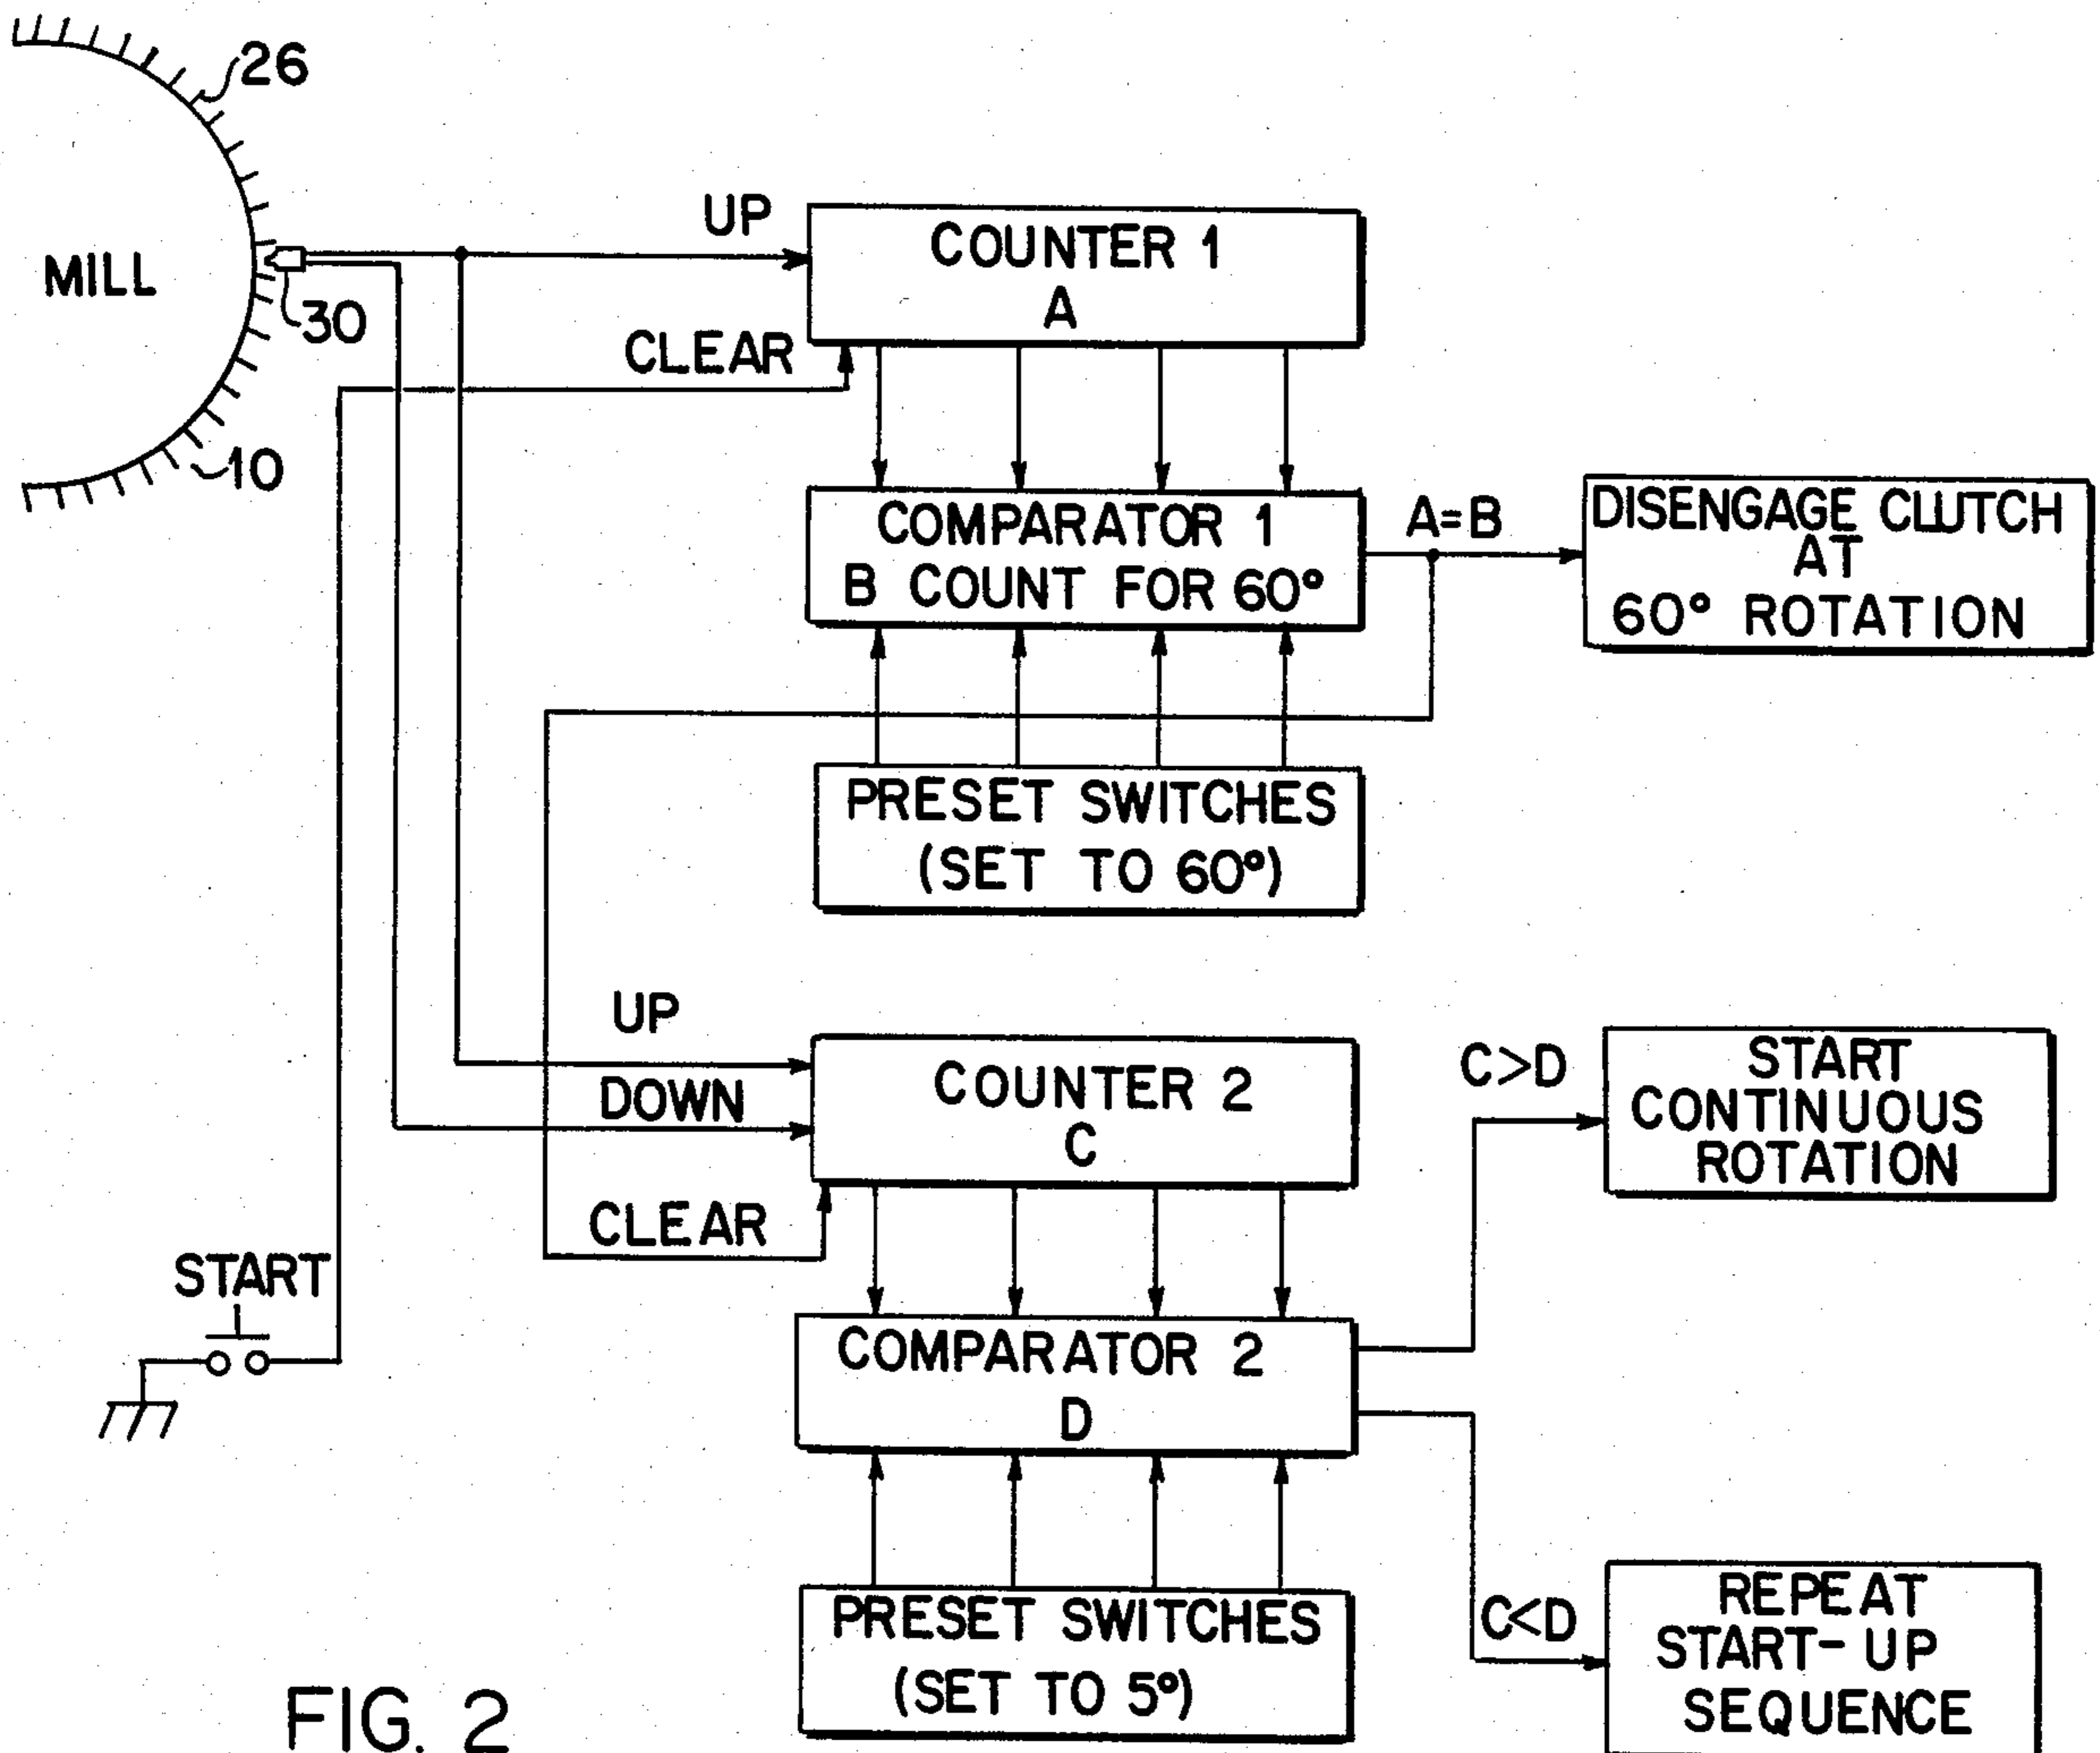 26
MILL
30
10
UP
COUNTER 1
A
CLEAR
COMPARATOR 1
B COUNT FOR 60°
A=B
DISENGAGE CLUTCH
AT
60° ROTATION
PRESET SWITCHES
(SET TO 60°)
UP
DOWN
COUNTER 2
C
CLEAR
C>D
START
CONTINUOUS
ROTATION
START
COMPARATOR 2
D
C<D
REPEAT
START-UP
SEQUENCE
PRESET SWITCHES
(SET TO 5°)
FIG. 2